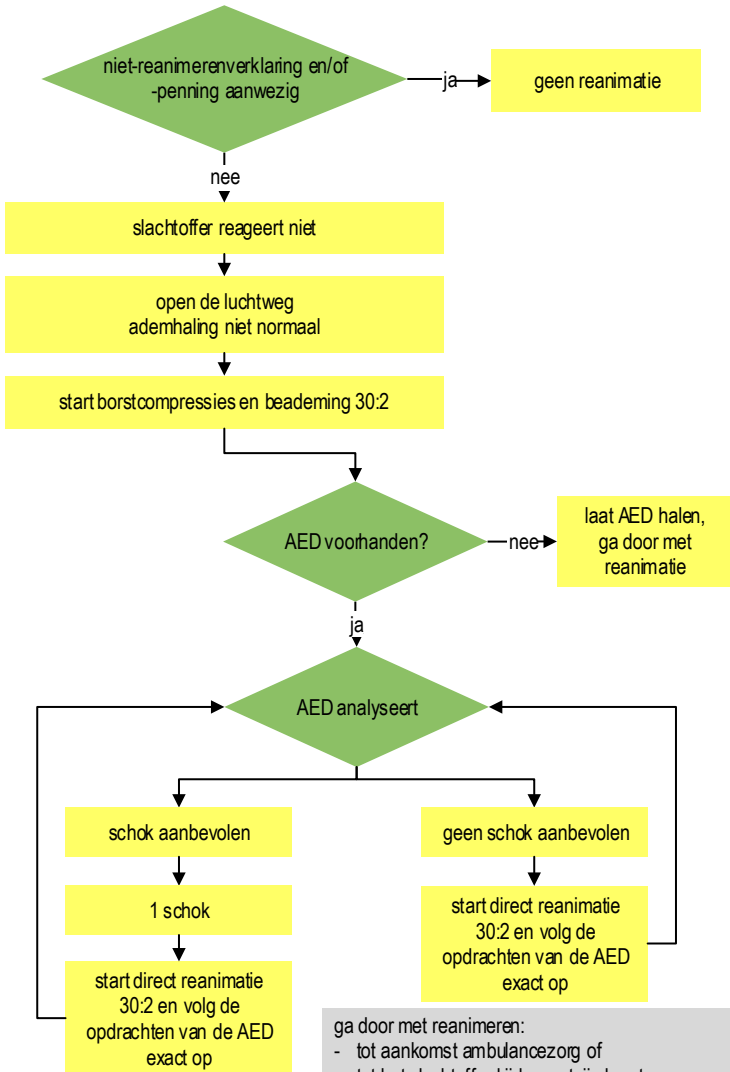 niet-reanimerenverklaring en/of
-penning aanwezig
ja
geen reanimatie
nee
slachtoffer reageert niet
open de luchtweg
ademhaling niet normaal
start borstcompressies en beademing 30:2
AED voorhanden?
nee
laat AED halen,
ga door met
reanimatie
ja
AED analyseert
schok aanbevolen
1 schok
start direct reanimatie
30:2 en volg de
opdrachten van de AED
exact op
geen schok aanbevolen
start direct reanimatie
30:2 en volg de
opdrachten van de AED
exact op
ga door met reanimeren:
- tot aankomst ambulancezorg of